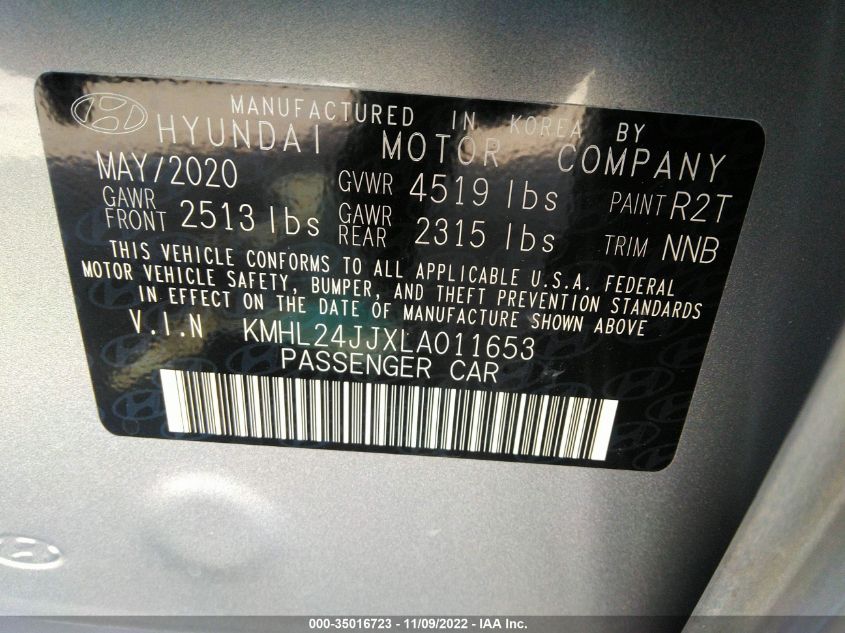 MANUFACTURED IN KOREA BY
HYUNDAI MOTOR COMPANY
MAY/2020 GVWR 4519 lbs PAINT R2T
GAWR FRONT 2513 lbs GAWR REAR 2315 lbs TRIM NNB
THIS VEHICLE CONFORMS TO ALL APPLICABLE U.S.A. FEDERAL
MOTOR VEHICLE SAFETY, BUMPER, AND THEFT PREVENTION STANDARDS
IN EFFECT ON THE DATE OF MANUFACTURE SHOWN ABOVE
V.I.N KMHL24JJXLA011653
PASSENGER CAR
000-35016723 - 11/09/2022 - IAA Inc.